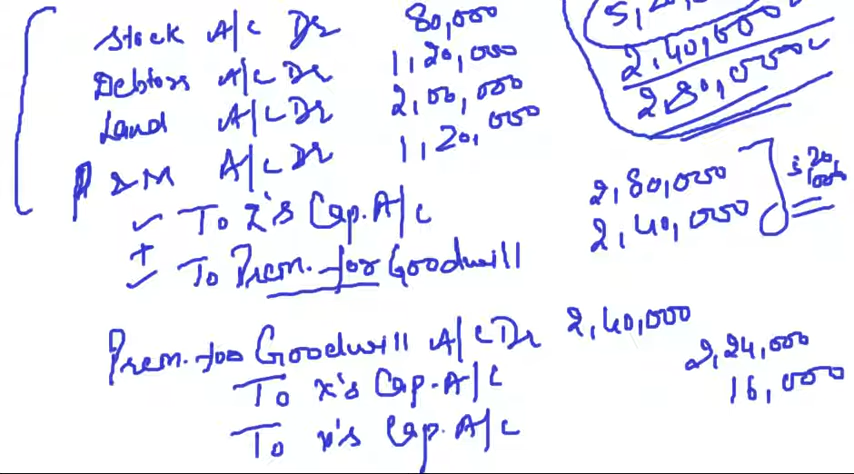 Stock A/C Dr 80,000
Debtors A/C Dr 1,20,000
Land A/C Dr 2,00,000
P & M A/C Dr 1,20,000
To Z's Cap. A/C 2,80,000
+
To Prem. for Goodwill 2,40,000
2,40,000
2,80,000
Prem. for Goodwill A/C Dr 2,40,000
To x's Cap. A/C 2,24,000
To x's Cap. A/C 16,000